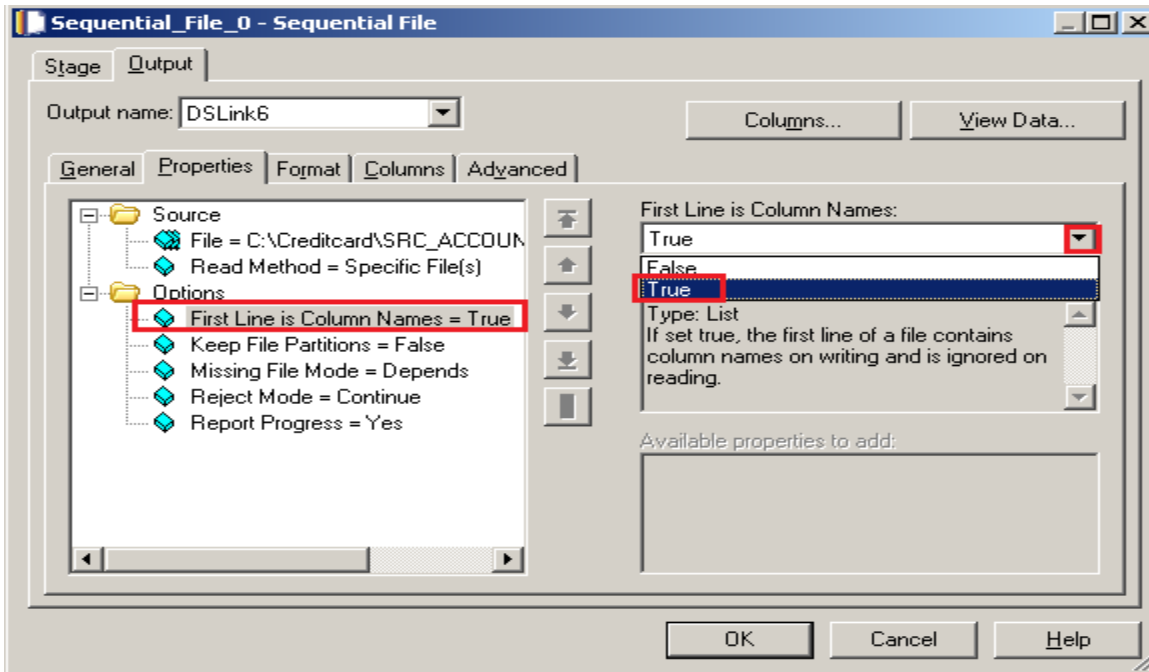 Sequential_File_0 - Sequential File
Stage Output
Output name: DSLink6
Columns... View Data...
General Properties Format Columns Advanced
Source
File = C:\Creditcard\SRC_ACCOUN
Read Method = Specific File(s)
Options
First Line is Column Names = True
Keep File Partitions = False
Missing File Mode = Depends
Reject Mode = Continue
Report Progress = Yes
First Line is Column Names:
True
False
True
Type: List
If set true, the first line of a file contains
column names on writing and is ignored on
reading.
Available properties to add:
OK Cancel Help